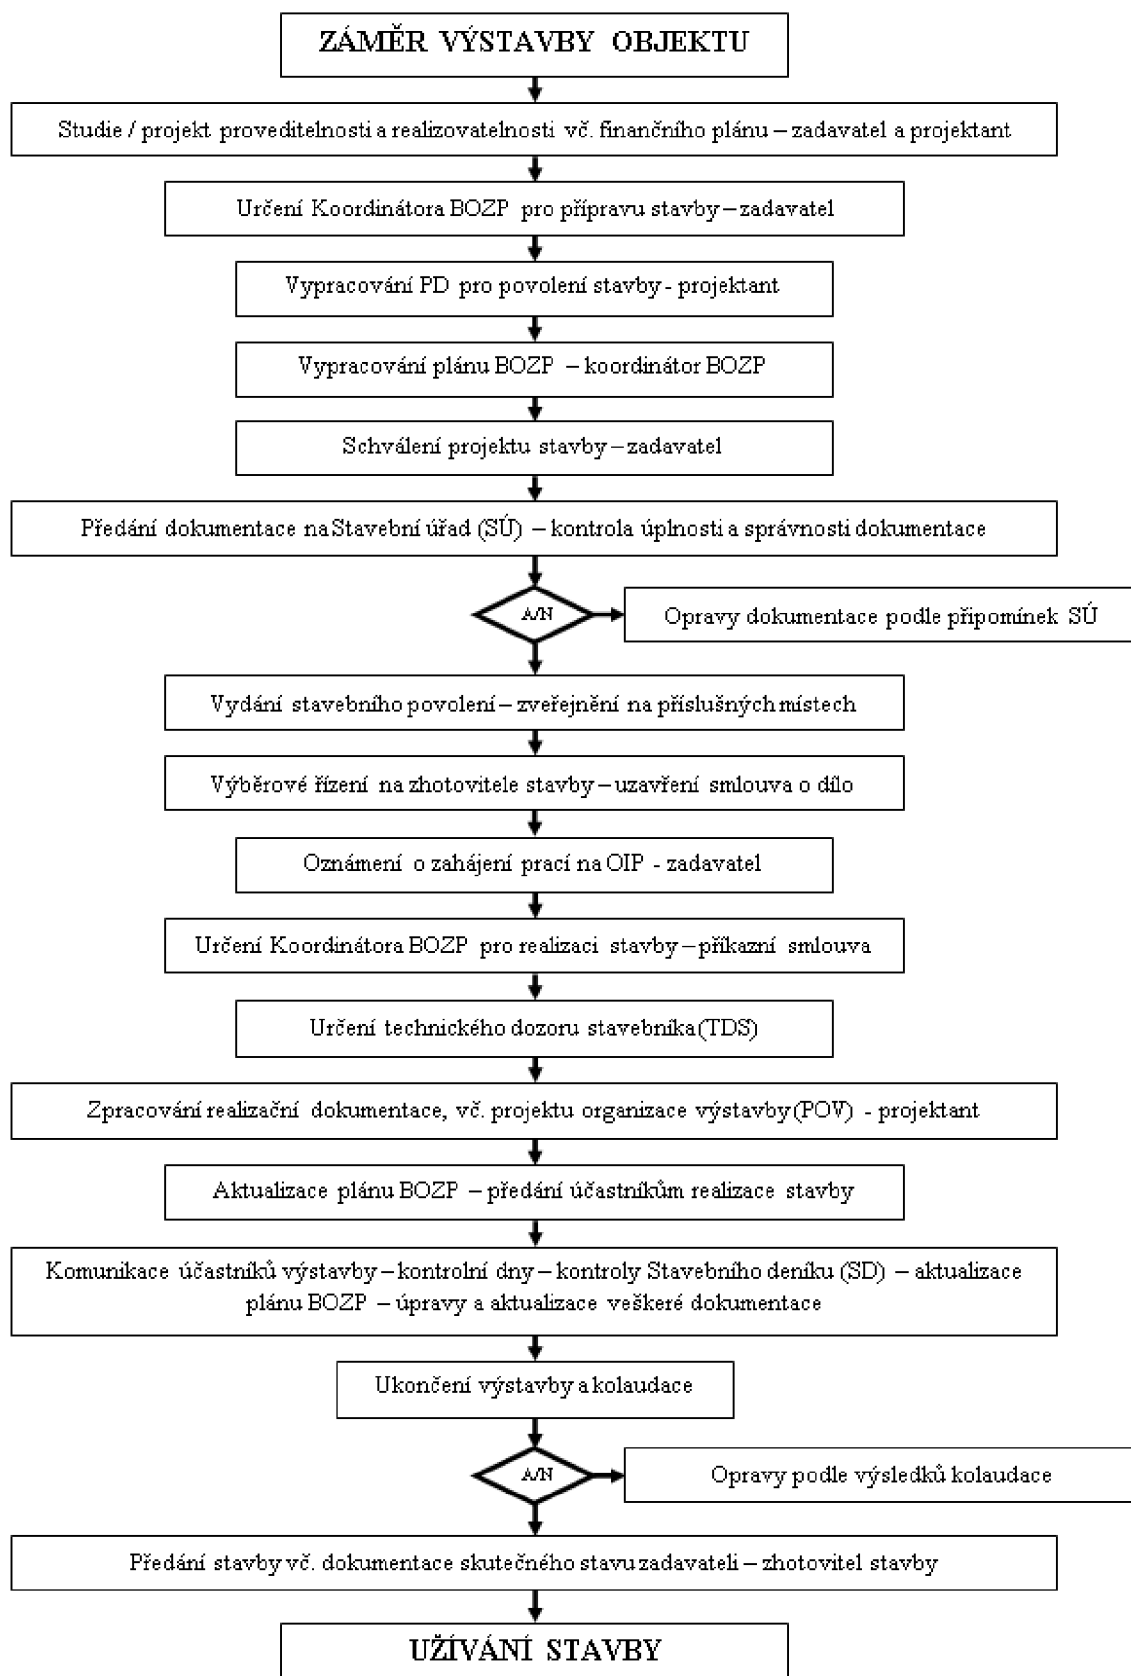 ZÁMĚR VÝSTAVBY OBJEKTU
Studie / projekt proveditelnosti a realizovatelnosti vč. finančního plánu – zadavatel a projektant
Určení Koordinátora BOZP pro přípravu stavby – zadavatel
Vypracování PD pro povolení stavby - projektant
Vypracování plánu BOZP – koordinátor BOZP
Schválení projektu stavby – zadavatel
Předání dokumentace na Stavební úřad (SÚ) – kontrola úplnosti a správnosti dokumentace
A/N
Opravy dokumentace podle připomínek SÚ
Vydání stavebního povolení – zveřejnění na příslušných místech
Výběrové řízení na zhotovitele stavby – uzavření smlouva o dílo
Oznámení o zahájení prací na OIP - zadavatel
Určení Koordinátora BOZP pro realizaci stavby – příkazní smlouva
Určení technického dozoru stavebníka (TDS)
Zpracování realizační dokumentace, vč. projektu organizace výstavby (POV) - projektant
Aktualizace plánu BOZP – předání účastníkům realizace stavby
Komunikace účastníků výstavby – kontrolní dny – kontroly Stavebního deníku (SD) – aktualizace
plánu BOZP – úpravy a aktualizace veškeré dokumentace
Ukončení výstavby a kolaudace
A/N
Opravy podle výsledků kolaudace
Předání stavby vč. dokumentace skutečného stavu zadavateli – zhotovitel stavby
UŽÍVÁNÍ STAVBY